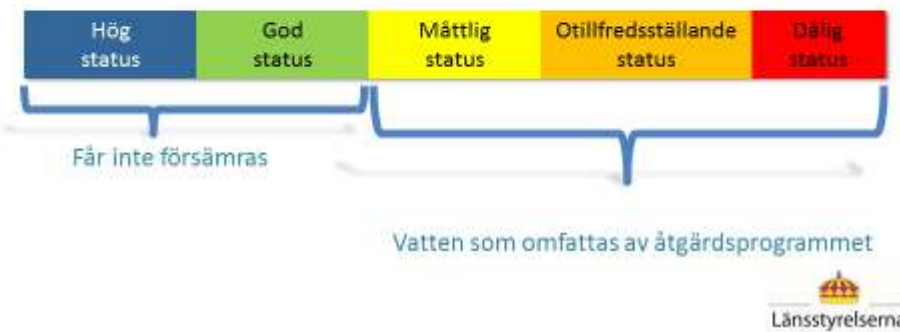 Hög status
God status
Måttlig status
Otillfredsställande status
Dålig status
Får inte försämras
Vatten som omfattas av åtgärdsprogrammet
Länsstyrelserna